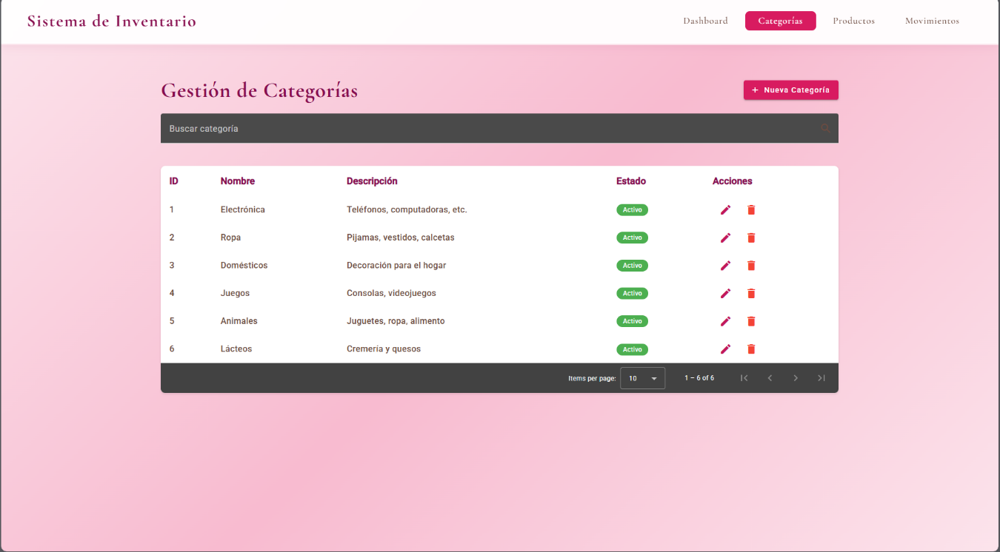 Sistema de Inventario Dashboard Categorías Productos Movimientos
Gestión de Categorías + Nueva Categoría
Buscar categoría
ID Nombre Descripción Estado Acciones
1 Electrónica Teléfonos, computadoras, etc. Activo
2 Ropa Pijamas, vestidos, calcetas Activo
3 Domésticos Decoración para el hogar Activo
4 Juegos Consolas, videojuegos Activo
5 Animales Juguetes, ropa, alimento Activo
6 Lácteos Cremería y quesos Activo
Items per page: 10 1 – 6 of 6